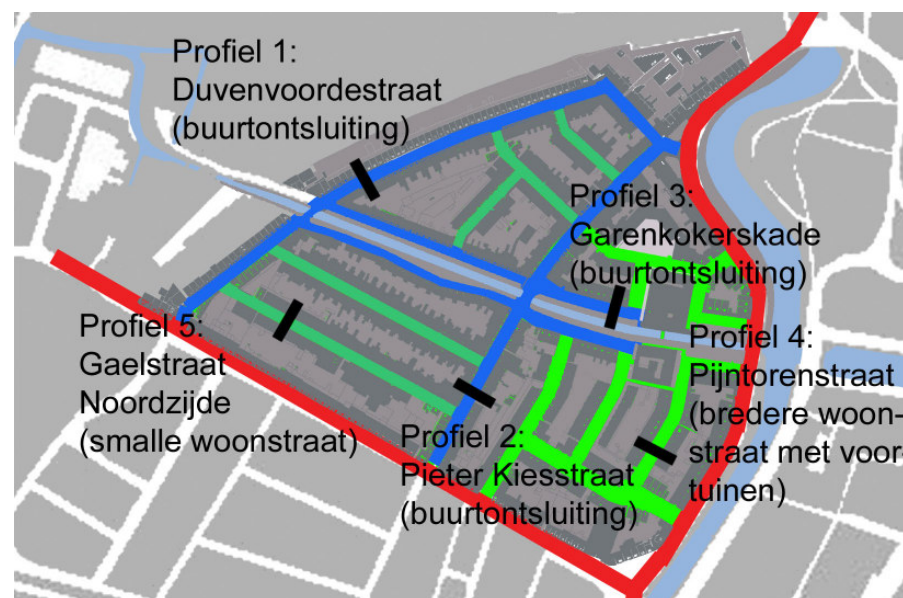 Profiel 1:
Duvenvoordestraat
(buurtontsluiting)
Profiel 3:
Garenkokerskade
(buurtontsluiting)
Profiel 5:
Gaelstraat
Noordzijde
(smalle woonstraat)
Profiel 4:
Pijntorenstraat
(bredere woon-
straat met voor-
tuinen)
Profiel 2:
Pieter Kiesstraat
(buurtontsluiting)